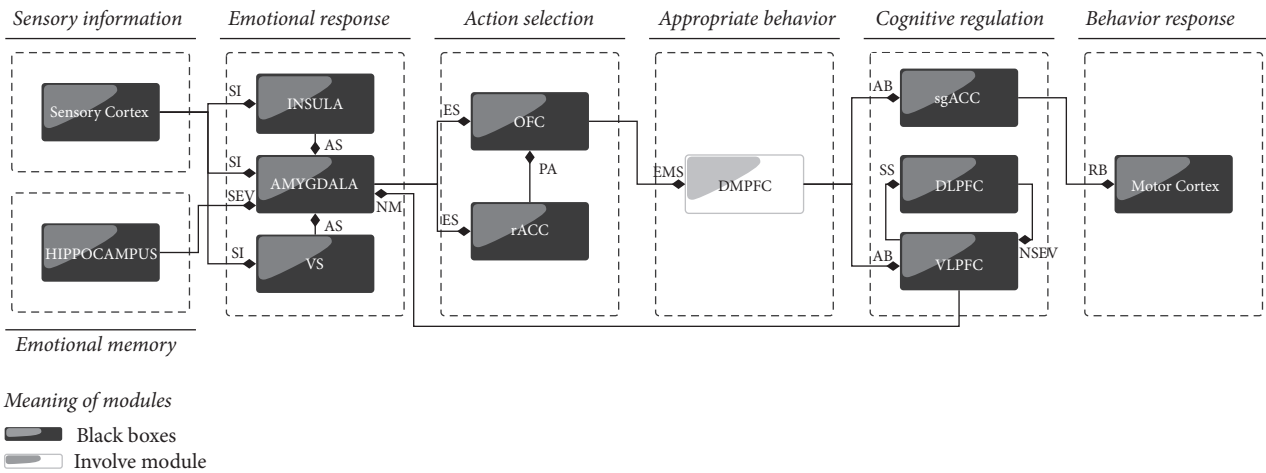 Sensory information
Emotional response
Action selection
Appropriate behavior
Cognitive regulation
Behavior response
Sensory Cortex
HIPPOCAMPUS
Emotional memory
SI
INSULA
AS
SI
AMYGDALA
SEV
NM
AS
SI
VS
ES
OFC
PA
ES
rACC
EMS
DMPFC
AB
sgACC
SS
DLPFC
NSEV
AB
VLPFC
RB
Motor Cortex
Meaning of modules
Black boxes
Involve module